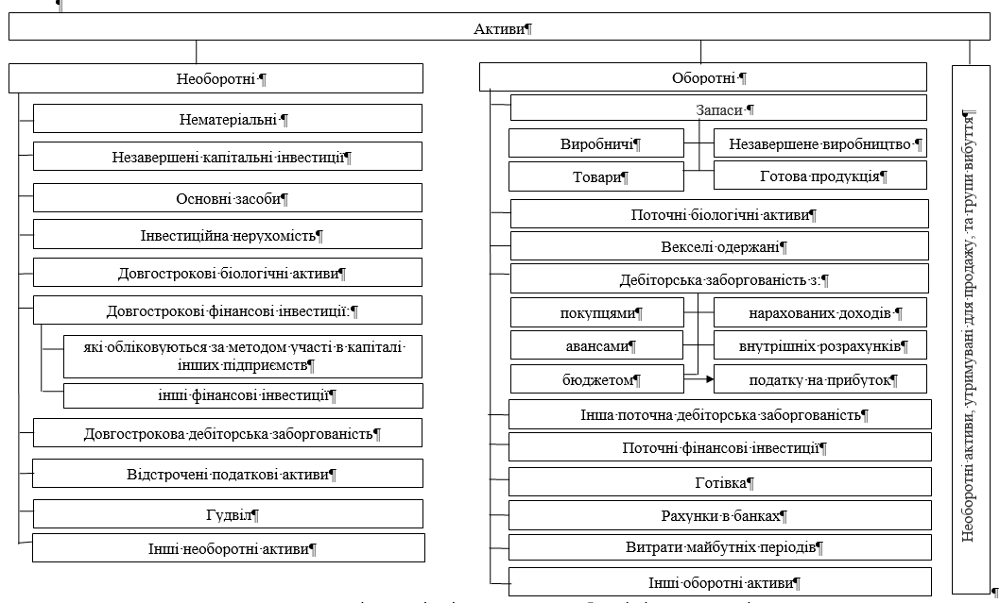 Активи
Необоротні
Нематеріальні
Незавершені капітальні інвестиції
Основні засоби
Інвестиційна нерухомість
Довгострокові біологічні активи
Довгострокові фінансові інвестиції:
які обліковуються за методом участі в капіталі
інших підприємств
інші фінансові інвестиції
Довгострокова дебіторська заборгованість
Відстрочені податкові активи
Гудвіл
Інші необоротні активи
Оборотні
Запаси
Виробничі
Незавершене виробництво
Товари
Готова продукція
Поточні біологічні активи
Векселі одержані
Дебіторська заборгованість з:
покупцями
нарахованих доходів
авансами
внутрішніх розрахунків
бюджетом
податку на прибуток
Інша поточна дебіторська заборгованість
Поточні фінансові інвестиції
Готівка
Рахунки в банках
Витрати майбутніх періодів
Інші оборотні активи
Необоротні активи, утримувані для продажу, та групи вибуття